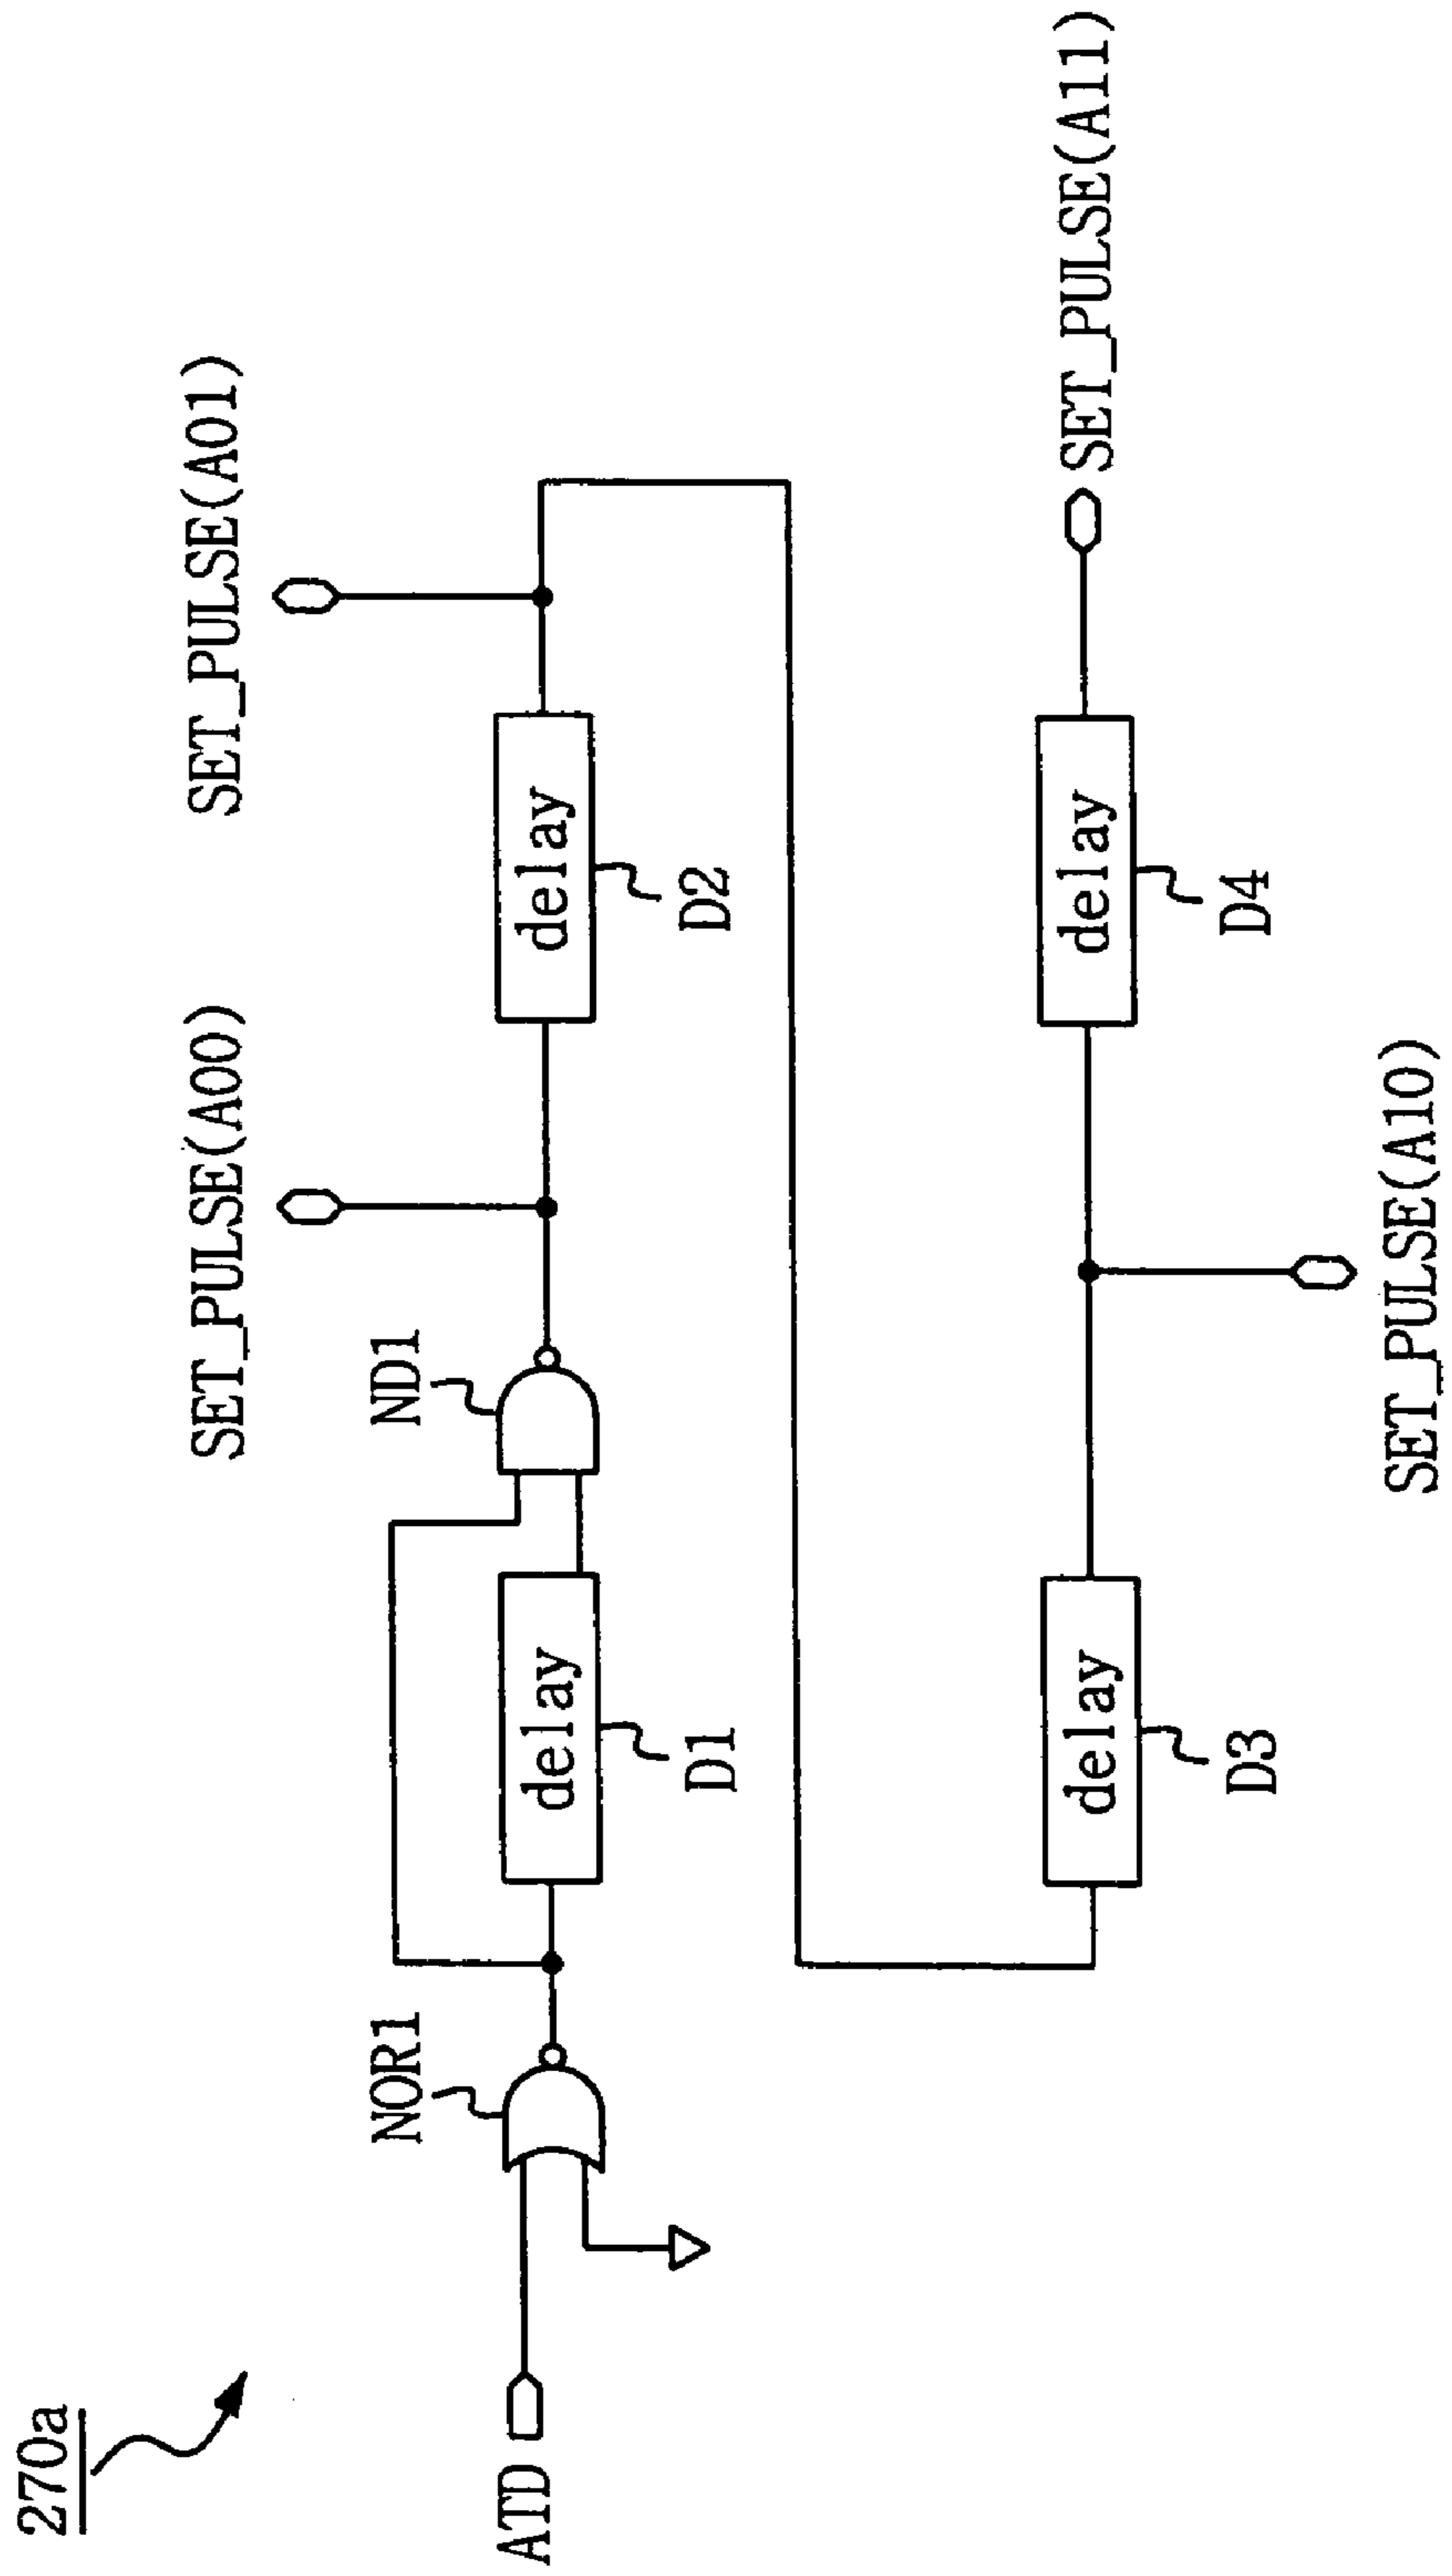 270a
SET_PULSE(A00)
SET_PULSE(A01)
NOR1
ND1
ATD
delay
D1
delay
D2
SET_PULSE(A11)
delay
D3
delay
D4
SET_PULSE(A10)